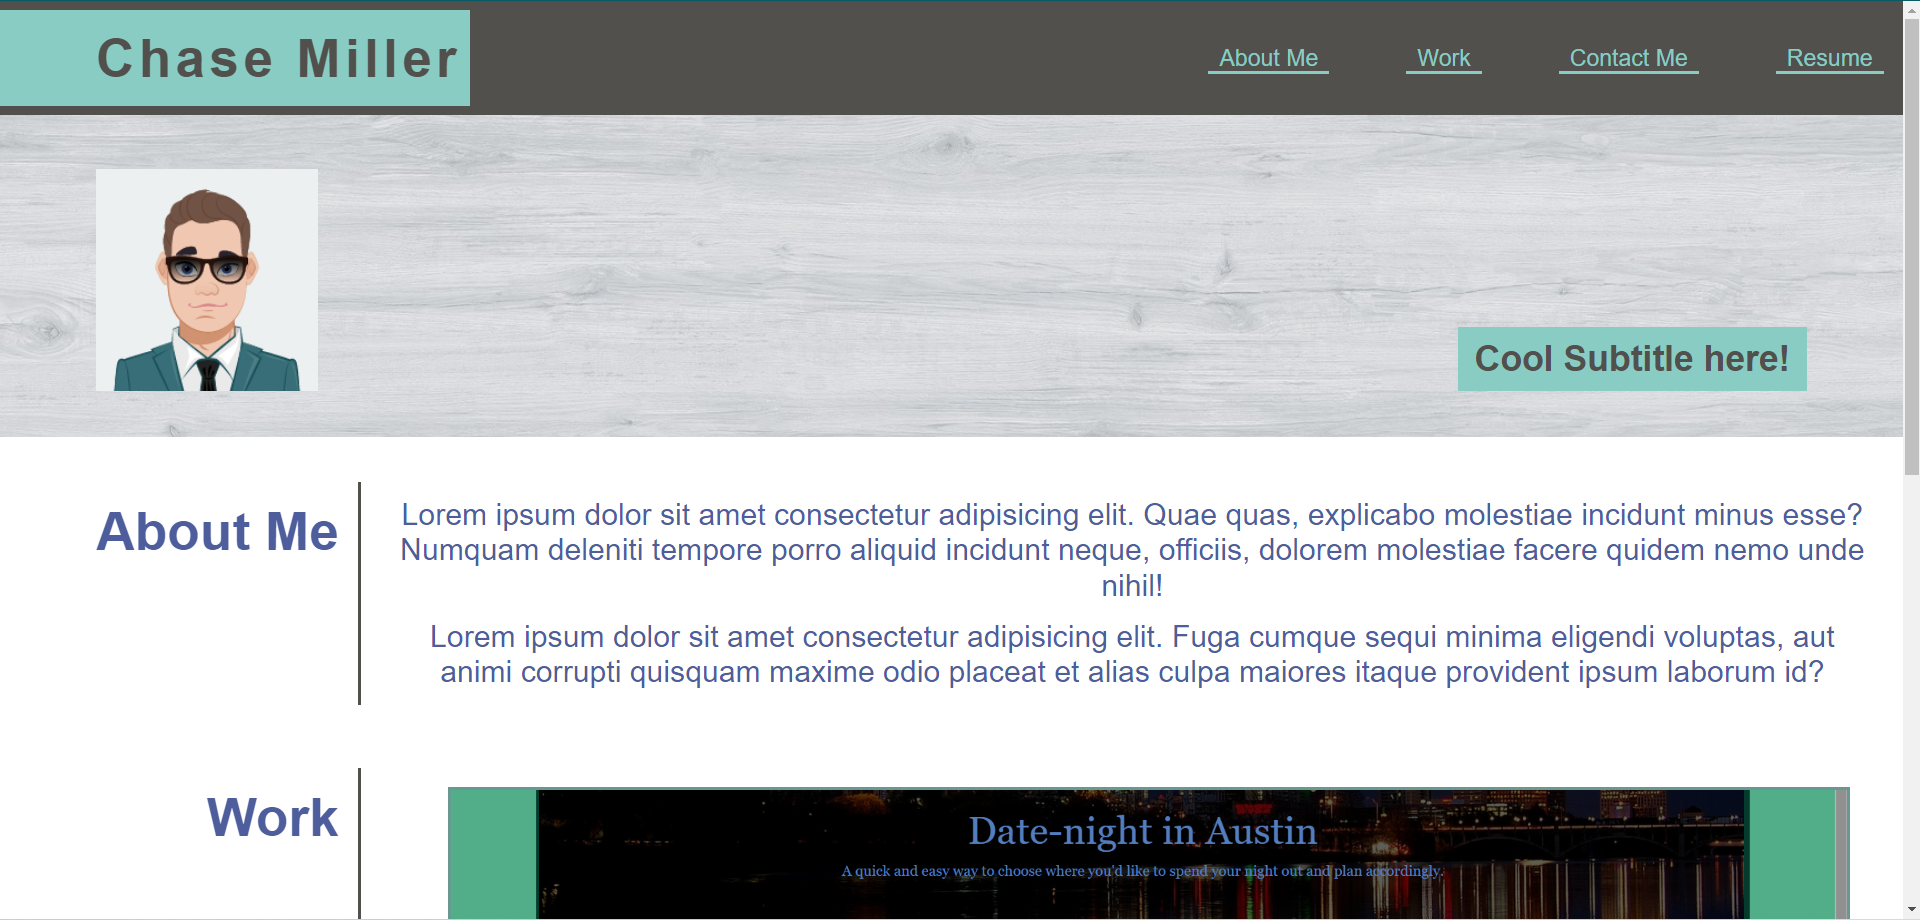 Chase Miller
About Me
Work
Contact Me
Resume
Cool Subtitle here!
About Me
Lorem ipsum dolor sit amet consectetur adipisicing elit. Quae quas, explicabo molestiae incidunt minus esse?
Numquam deleniti tempore porro aliquid incidunt neque, officiis, dolorem molestiae facere quidem nemo unde
nihil!
Lorem ipsum dolor sit amet consectetur adipisicing elit. Fuga cumque sequi minima eligendi voluptas, aut
animi corrupti quisquam maxime odio placeat et alias culpa maiores itaque provident ipsum laborum id?
Work
Date-night in Austin
A quick and easy way to choose where you'd like to spend your night out and plan accordingly.